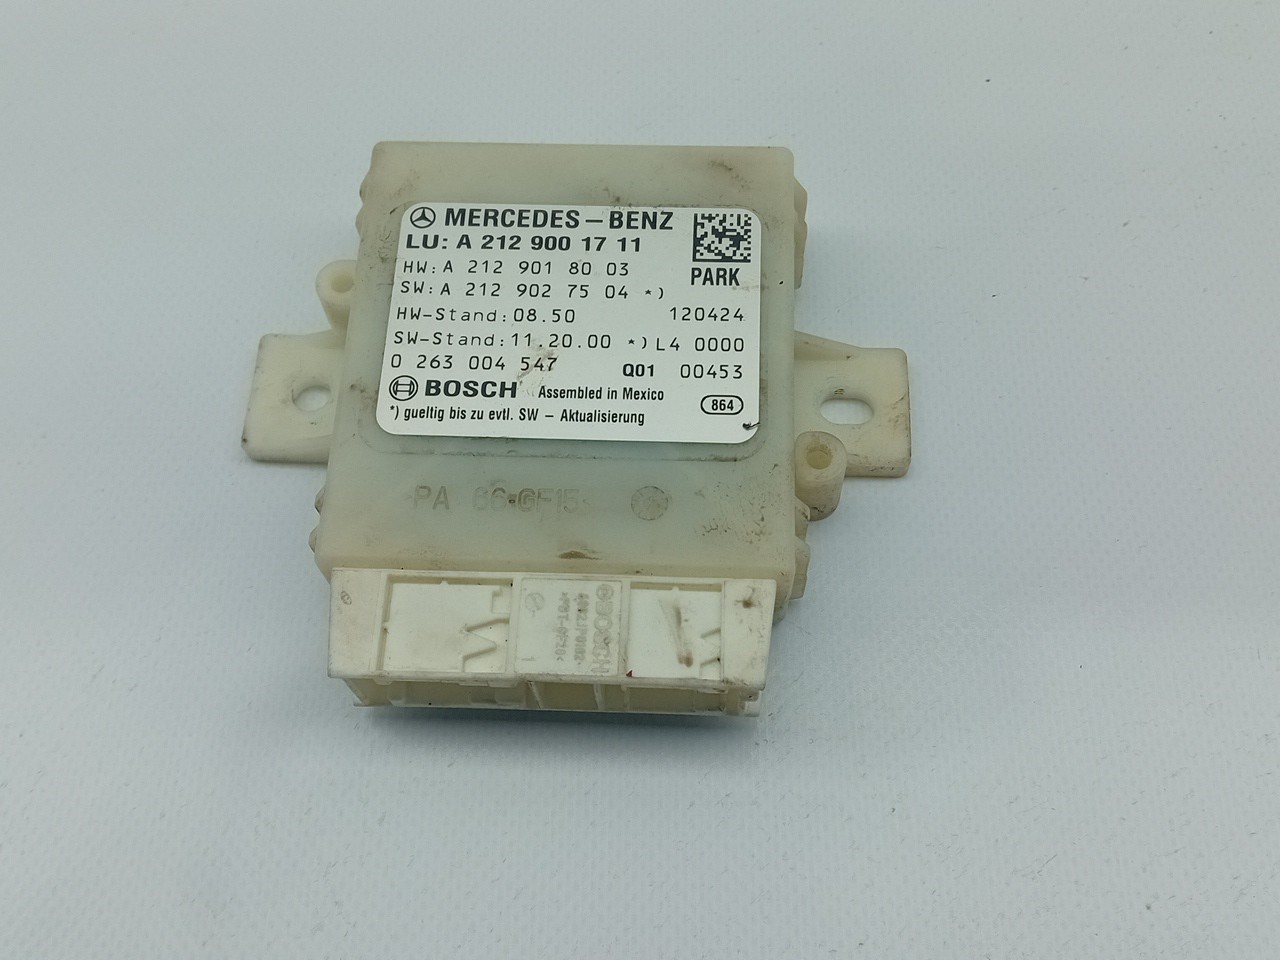 MERCEDES-BENZ
LU: A 212 900 17 11
PARK
HW: A 212 901 80 03
SW: A 212 902 75 04 *)
HW-Stand: 08.50 120424
SW-Stand: 11.20.00 *) L4 0000
0 263 004 547 Q01 00453
BOSCH Assembled in Mexico 864
*) gueltig bis zu evtl. SW - Aktualisierung
PA 66-GF15
BOSCH
1